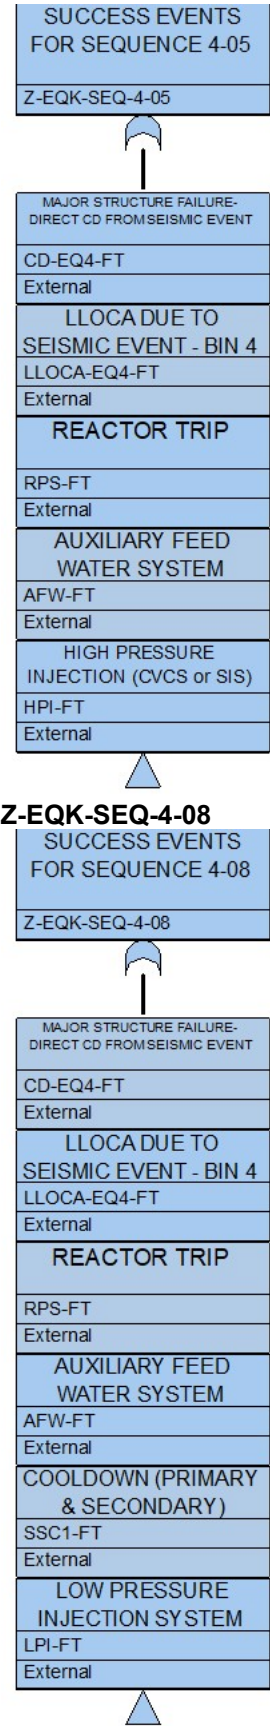 SUCCESS EVENTS
FOR SEQUENCE 4-05
Z-EQK-SEQ-4-05
MAJOR STRUCTURE FAILURE-
DIRECT CD FROM SEISMIC EVENT
CD-EQ4-FT
External
LLOCA DUE TO
SEISMIC EVENT - BIN 4
LLOCA-EQ4-FT
External
REACTOR TRIP
RPS-FT
External
AUXILIARY FEED
WATER SYSTEM
AFW-FT
External
HIGH PRESSURE
INJECTION (CVCS or SIS)
HPI-FT
External
Z-EQK-SEQ-4-08
SUCCESS EVENTS
FOR SEQUENCE 4-08
Z-EQK-SEQ-4-08
MAJOR STRUCTURE FAILURE-
DIRECT CD FROM SEISMIC EVENT
CD-EQ4-FT
External
LLOCA DUE TO
SEISMIC EVENT - BIN 4
LLOCA-EQ4-FT
External
REACTOR TRIP
RPS-FT
External
AUXILIARY FEED
WATER SYSTEM
AFW-FT
External
COOLDOWN (PRIMARY
& SECONDARY)
SSC1-FT
External
LOW PRESSURE
INJECTION SYSTEM
LPI-FT
External